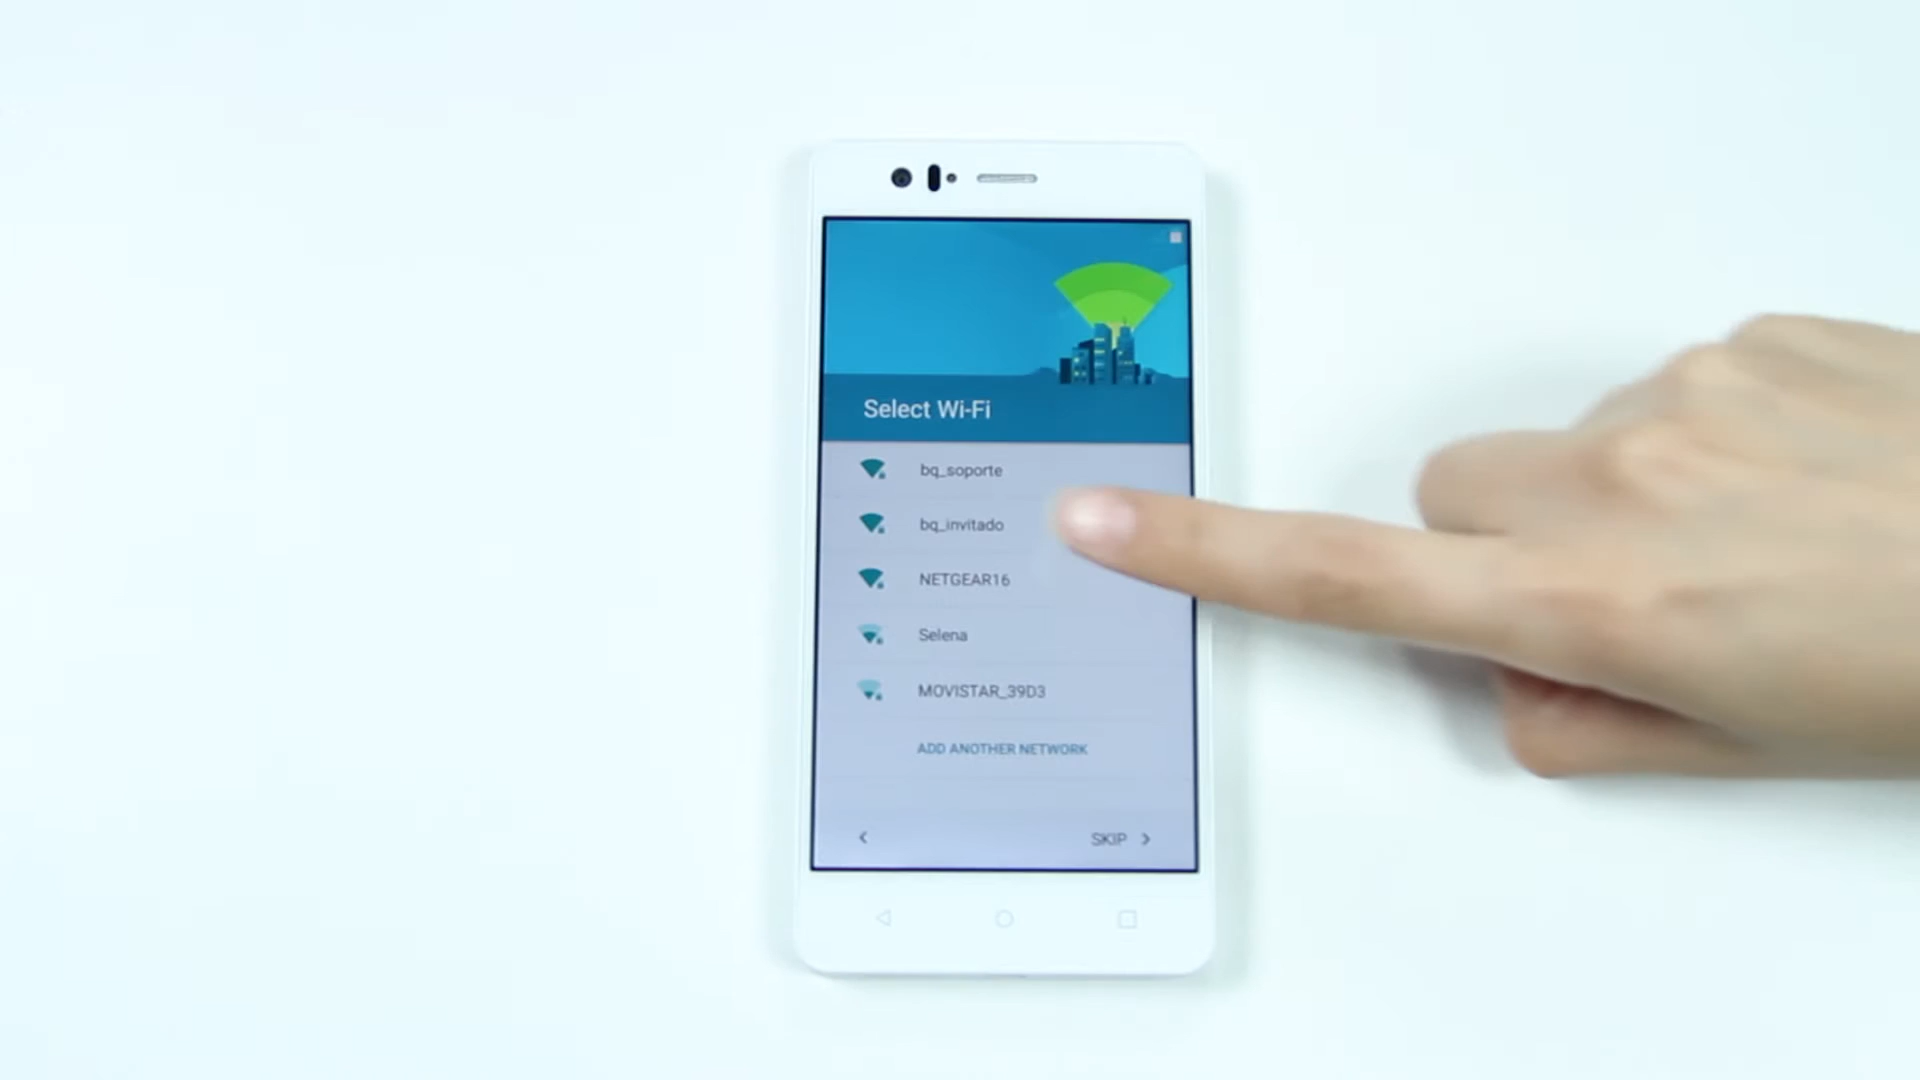 Select Wi-Fi
bq_soporte
bq_invitado
NETGEAR16
Selena
MOVISTAR_39D3
ADD ANOTHER NETWORK
SKIP